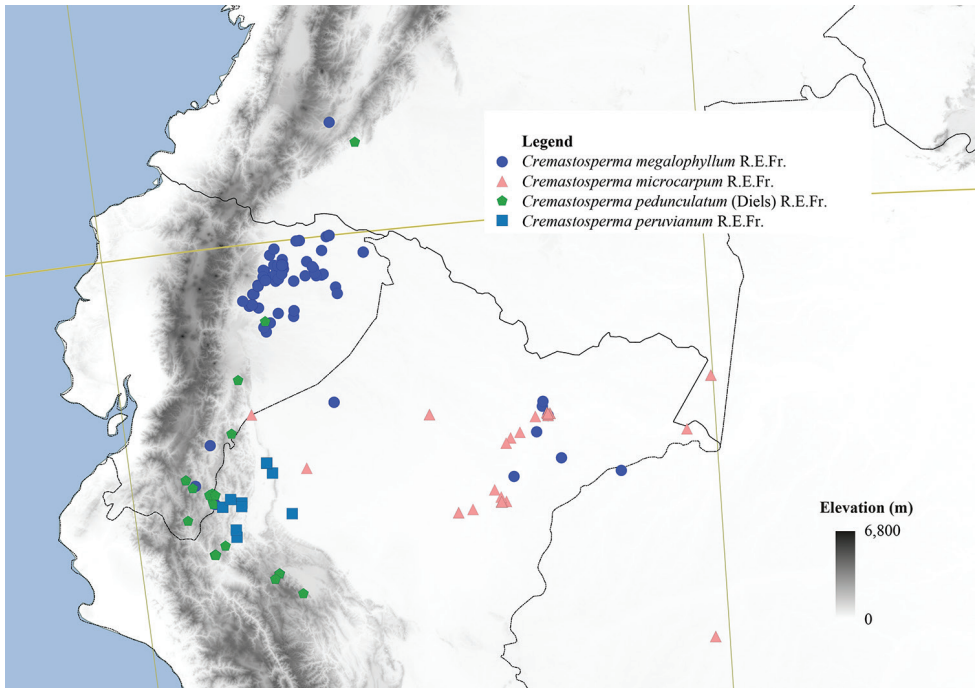 Legend
Cremastosperma megalophyllum R.E.Fr.
Cremastosperma microcarpum R.E.Fr.
Cremastosperma pedunculatum (Diels) R.E.Fr.
Cremastosperma peruvianum R.E.Fr.
Elevation (m)
6,800
0